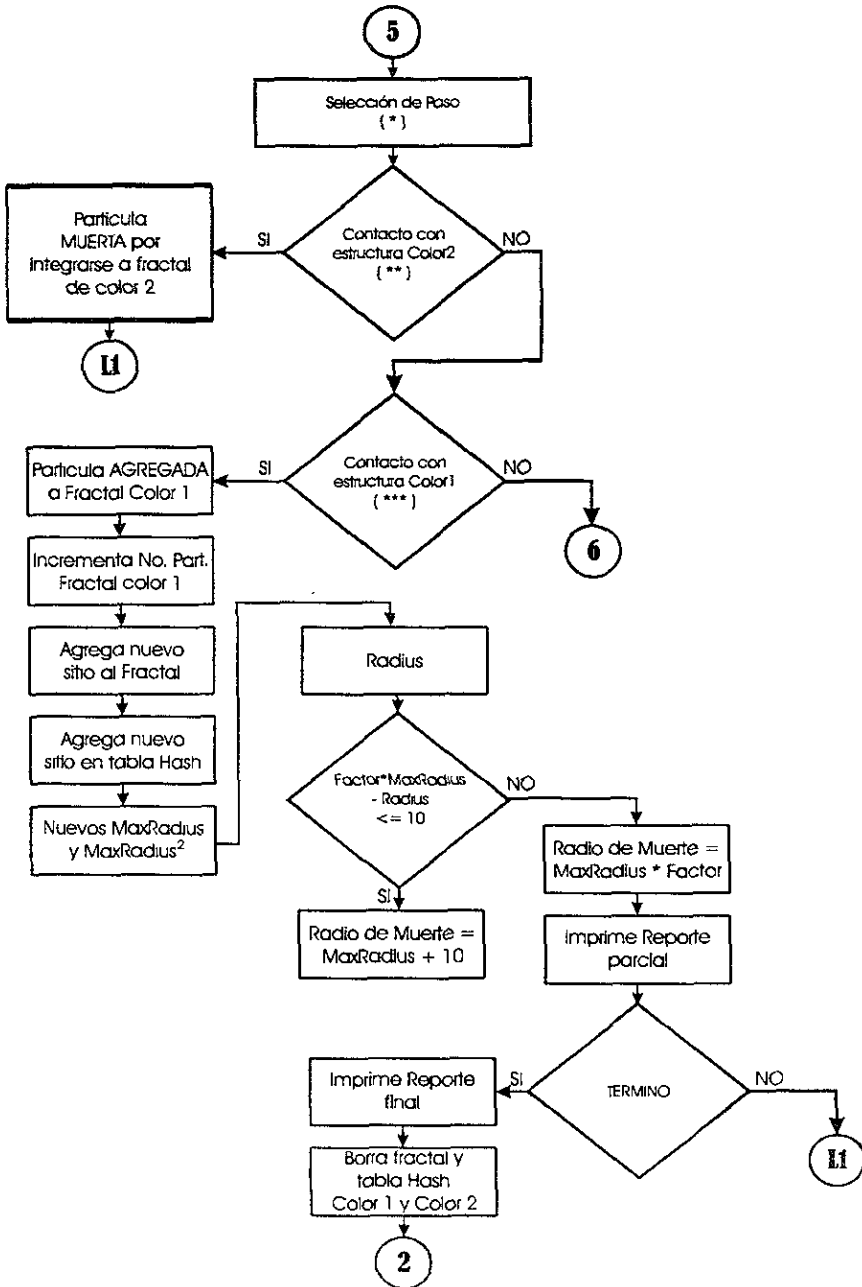 5
Selección de Paso
( * )
Partícula
MUERTA por
integrarse a fractal
de color 2
SI
Contacto con
estructura Color2
( ** )
NO
L1
Partícula AGREGADA
a Fractal Color 1
SI
Contacto con
estructura Color1
( *** )
NO
6
Incrementa No. Part.
Fractal color 1
Agrega nuevo
sitio al Fractal
Radius
Agrega nuevo
sitio en tabla Hash
Factor*MaxRadius
- Radius
<= 10
NO
Nuevos MaxRadius
y MaxRadius²
Radio de Muerte =
MaxRadius * Factor
SI
Radio de Muerte =
MaxRadius + 10
Imprime Reporte
parcial
Imprime Reporte
final
SI
TERMINO
NO
L1
Borra fractal y
tabla Hash
Color 1 y Color 2
2